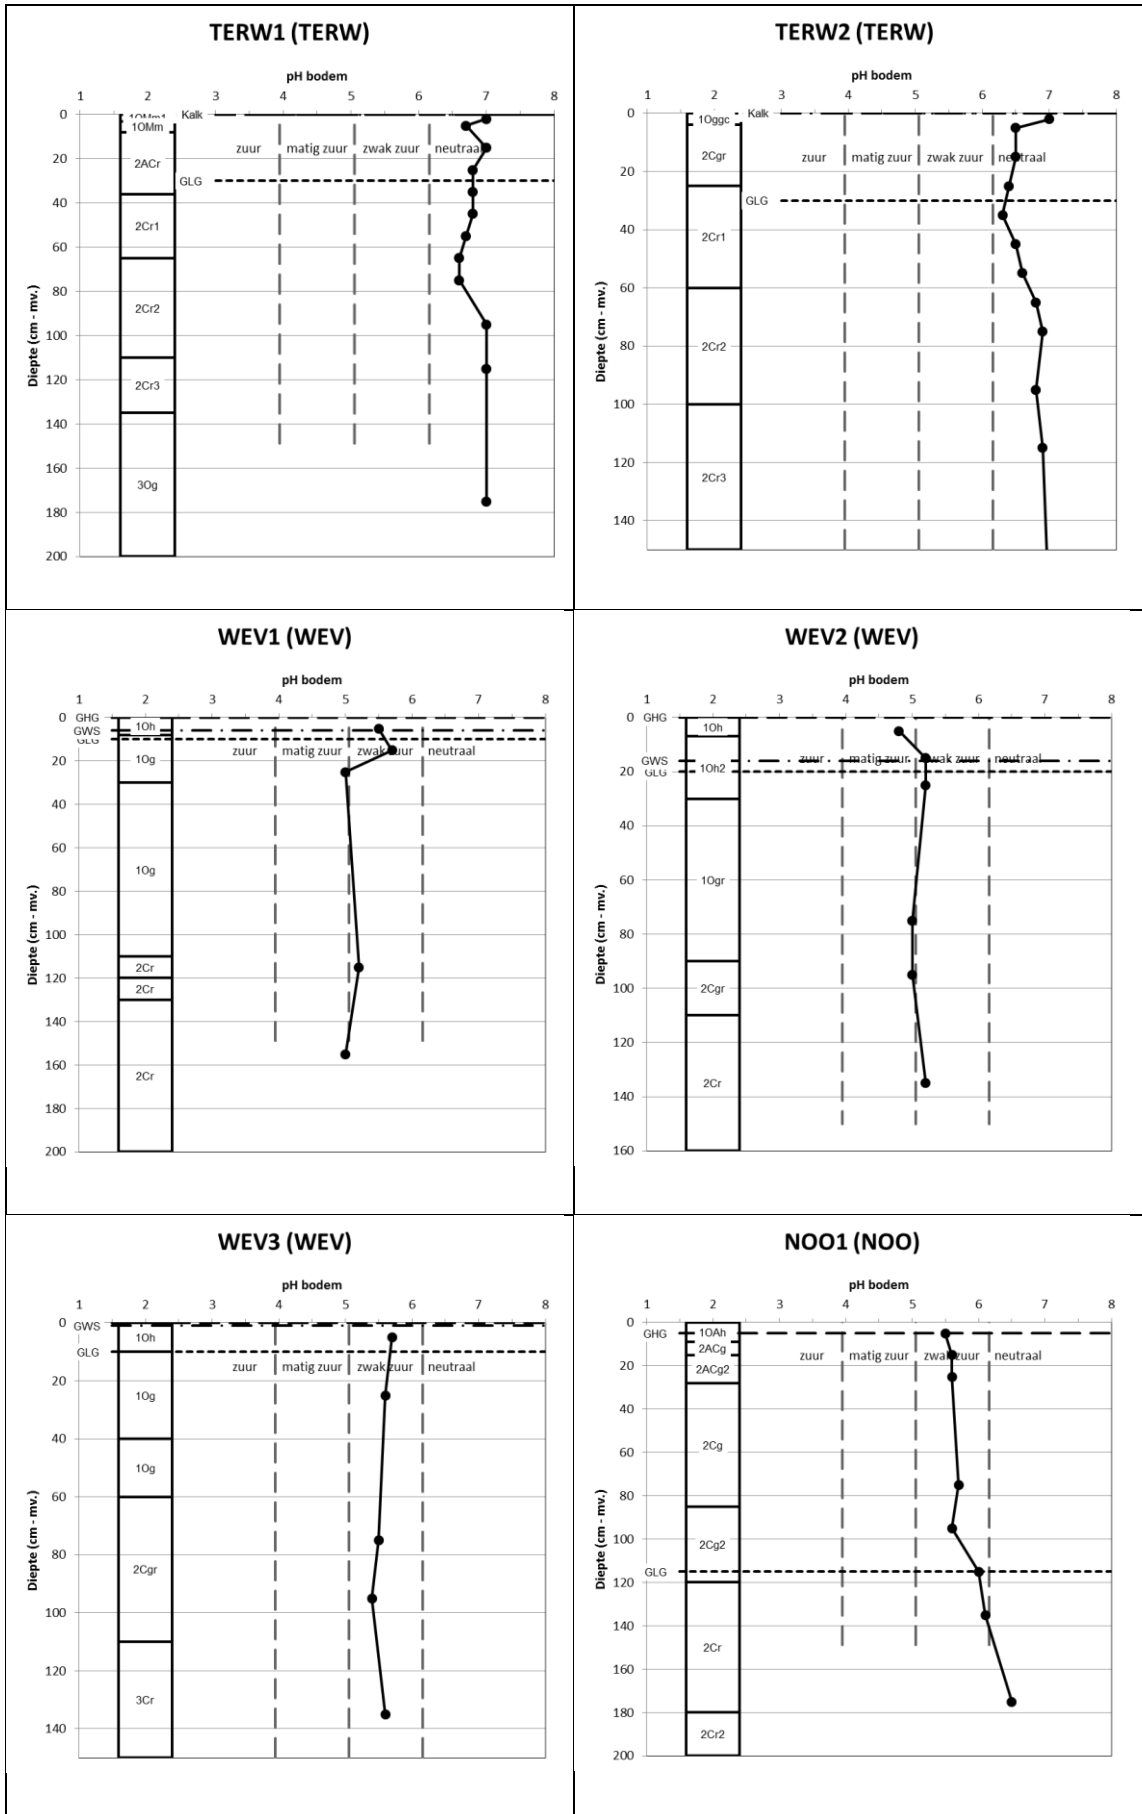 TERW1 (TERW)
pH bodem
1 2 3 4 5 6 7 8
0 Kalk
10Mm1
10Mm
zuur matig zuur zwak zuur neutraal
20 2ACr
GLG
40
2Cr1
60
80
2Cr2
100
120 2Cr3
140
160
3Og
180
200
Diepte (cm - mv.)
TERW2 (TERW)
pH bodem
1 2 3 4 5 6 7 8
0 Kalk
1Oggc
2Cgr zuur matig zuur zwak zuur neutraal
20
GLG
40 2Cr1
60
80 2Cr2
100
120
2Cr3
140
Diepte (cm - mv.)
WEV1 (WEV)
pH bodem
1 2 3 4 5 6 7 8
GHG 0
1Oh
GWS
GLG
zuur matig zuur zwak zuur neutraal
20 1Og
40
60
1Og
80
100
2Cr
120
2Cr
140
160
2Cr
180
200
Diepte (cm - mv.)
WEV2 (WEV)
pH bodem
1 2 3 4 5 6 7 8
GHG 0
1Oh
zuur matig zuur zwak zuur neutraal
GWS
GLG 20 1Oh2
40
60 1Ogr
80
100 2Cgr
120
2Cr
140
160
Diepte (cm - mv.)
WEV3 (WEV)
pH bodem
1 2 3 4 5 6 7 8
0
GWS
1Oh
GLG
zuur matig zuur zwak zuur neutraal
20
1Og
40
1Og
60
80
2Cgr
100
120
3Cr
140
Diepte (cm - mv.)
NOO1 (NOO)
pH bodem
1 2 3 4 5 6 7 8
0
GHG 1OAh
2ACg
zuur matig zuur zwak zuur neutraal
20 2ACg2
40
2Cg
60
80
100 2Cg2
GLG
120
140
2Cr
160
180
2Cr2
200
Diepte (cm - mv.)